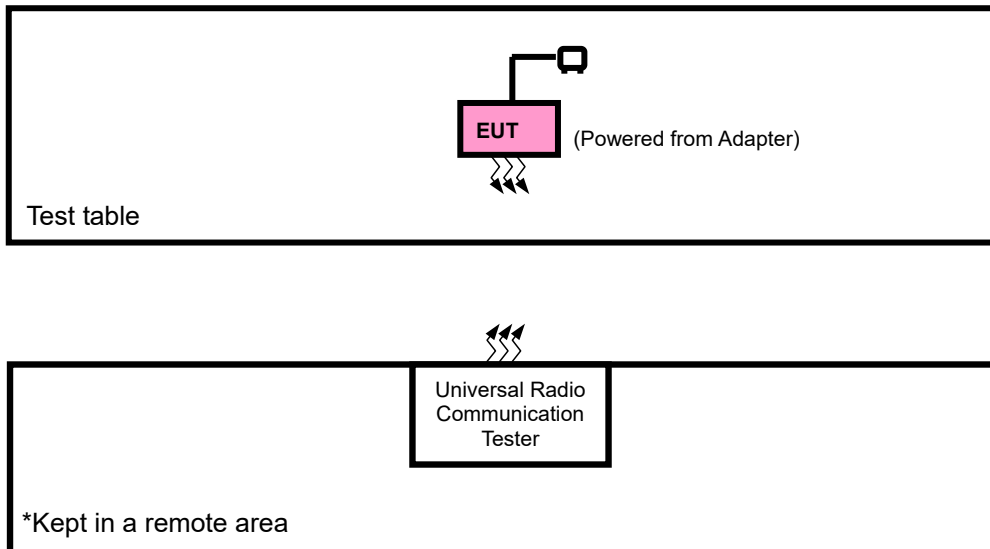 EUT
(Powered from Adapter)
Test table
Universal Radio
Communication
Tester
*Kept in a remote area